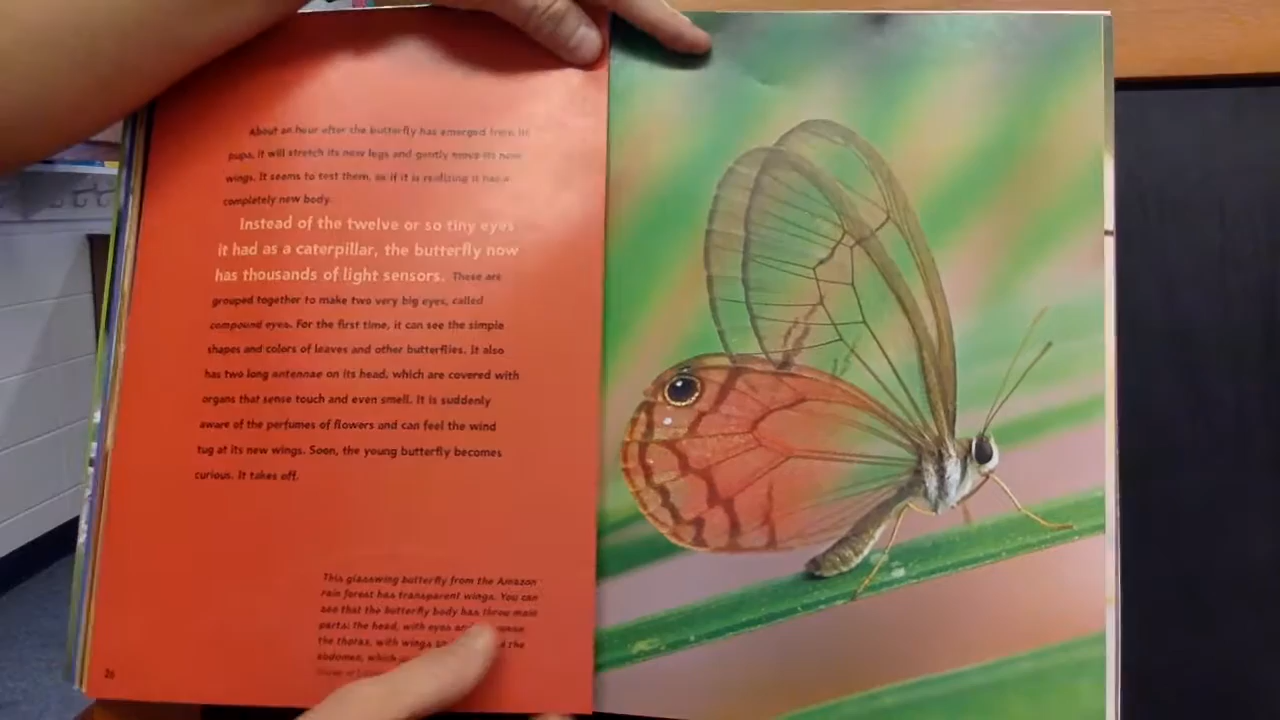 About an hour after the butterfly has emerged from its
pupa, it will stretch its new legs and gently move its new
wings. It seems to test them, as if it is realizing it has a
completely new body.
Instead of the twelve or so tiny eyes
it had as a caterpillar, the butterfly now
has thousands of light sensors. These are
grouped together to make two very big eyes, called
compound eyes. For the first time, it can see the simple
shapes and colors of leaves and other butterflies. It also
has two long antennae on its head, which are covered with
organs that sense touch and even smell. It is suddenly
aware of the perfumes of flowers and can feel the wind
tug at its new wings. Soon, the young butterfly becomes
curious. It takes off.
This glasswing butterfly from the Amazon
rain forest has transparent wings. You can
see that the butterfly body has three main
parts: the head, with eyes
the thorax, with wings the
abdomen, which
26